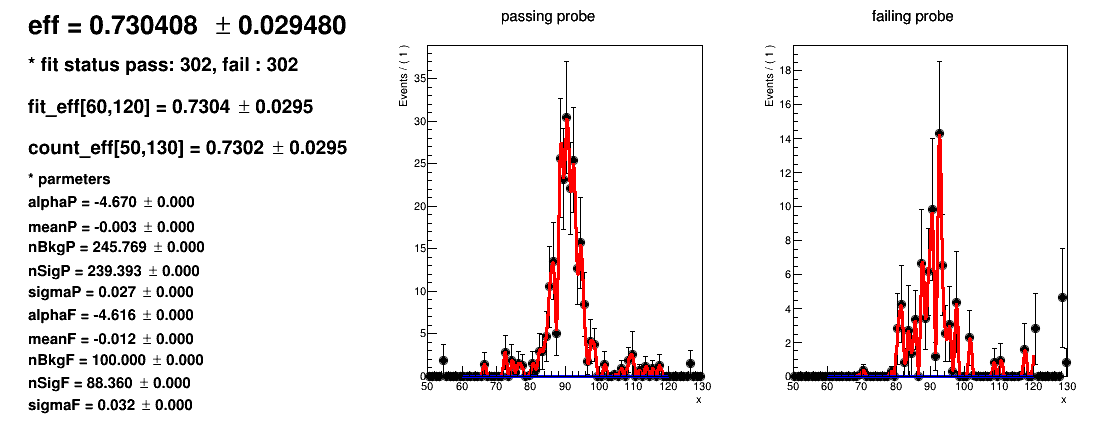 eff = 0.730408 ± 0.029480
* fit status pass: 302, fail : 302
fit_eff[60,120] = 0.7304 ± 0.0295
count_eff[50,130] = 0.7302 ± 0.0295
* parmeters
alphaP = -4.670 ± 0.000
meanP = -0.003 ± 0.000
nBkgP = 245.769 ± 0.000
nSigP = 239.393 ± 0.000
sigmaP = 0.027 ± 0.000
alphaF = -4.616 ± 0.000
meanF = -0.012 ± 0.000
nBkgF = 100.000 ± 0.000
nSigF = 88.360 ± 0.000
sigmaF = 0.032 ± 0.000
passing probe
Events / ( 1 )
35
30
25
20
15
10
5
0
50 60 70 80 90 100 110 120 130
x
failing probe
Events / ( 1 )
18
16
14
12
10
8
6
4
2
0
50 60 70 80 90 100 110 120 130
x